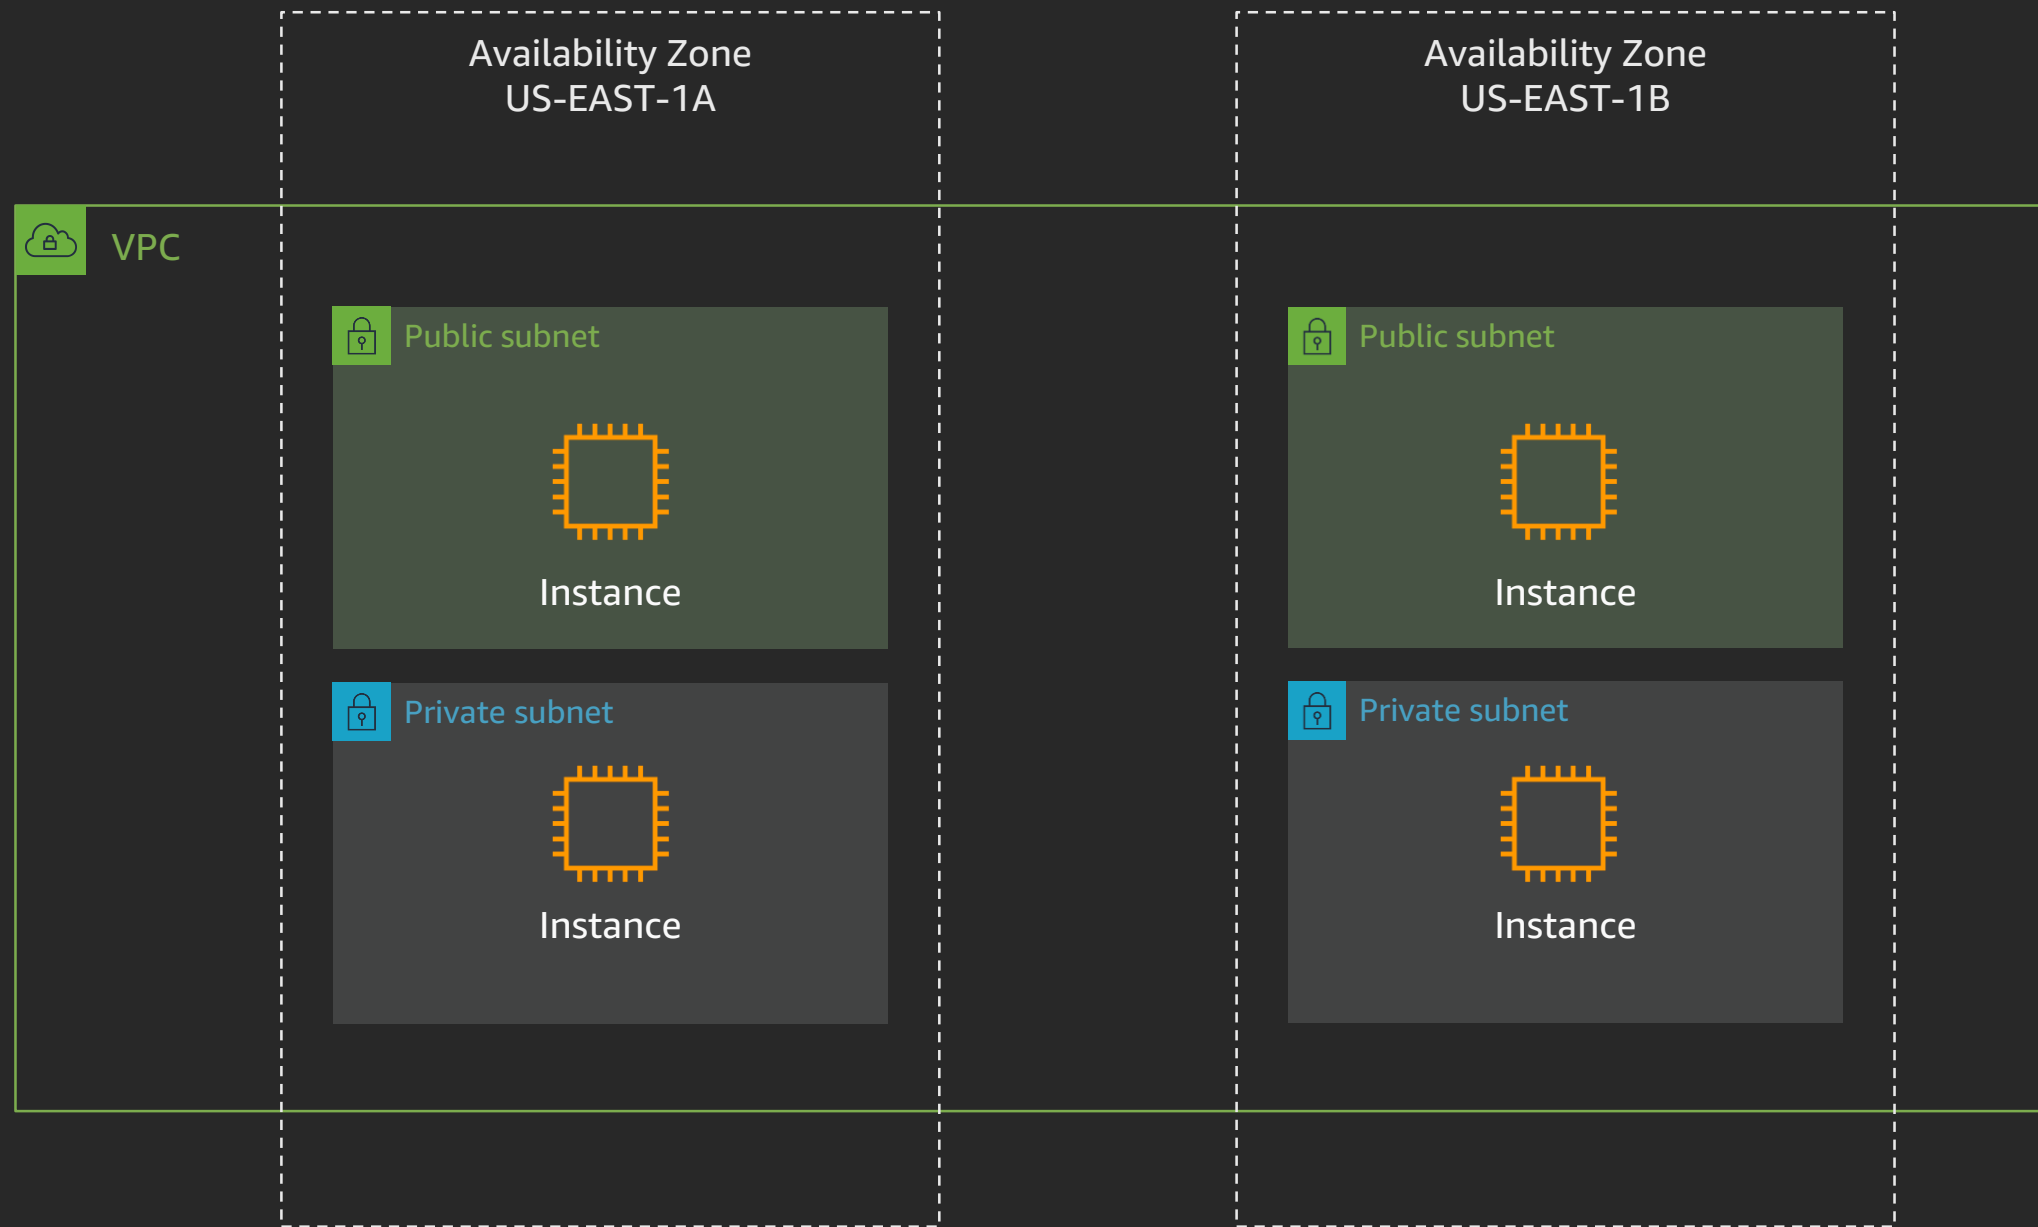 Availability Zone
US-EAST-1A
Availability Zone
US-EAST-1B
VPC
Public subnet
Instance
Public subnet
Instance
Private subnet
Instance
Private subnet
Instance